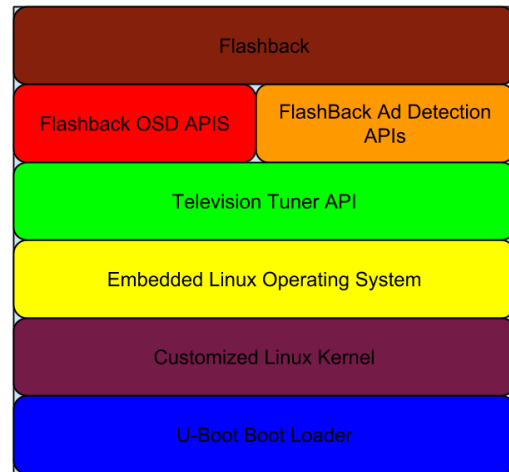 Flashback
Flashback OSD APIS
FlashBack Ad Detection
APIs
Television Tuner API
Embedded Linux Operating System
Customized Linux Kernel
U-Boot Boot Loader